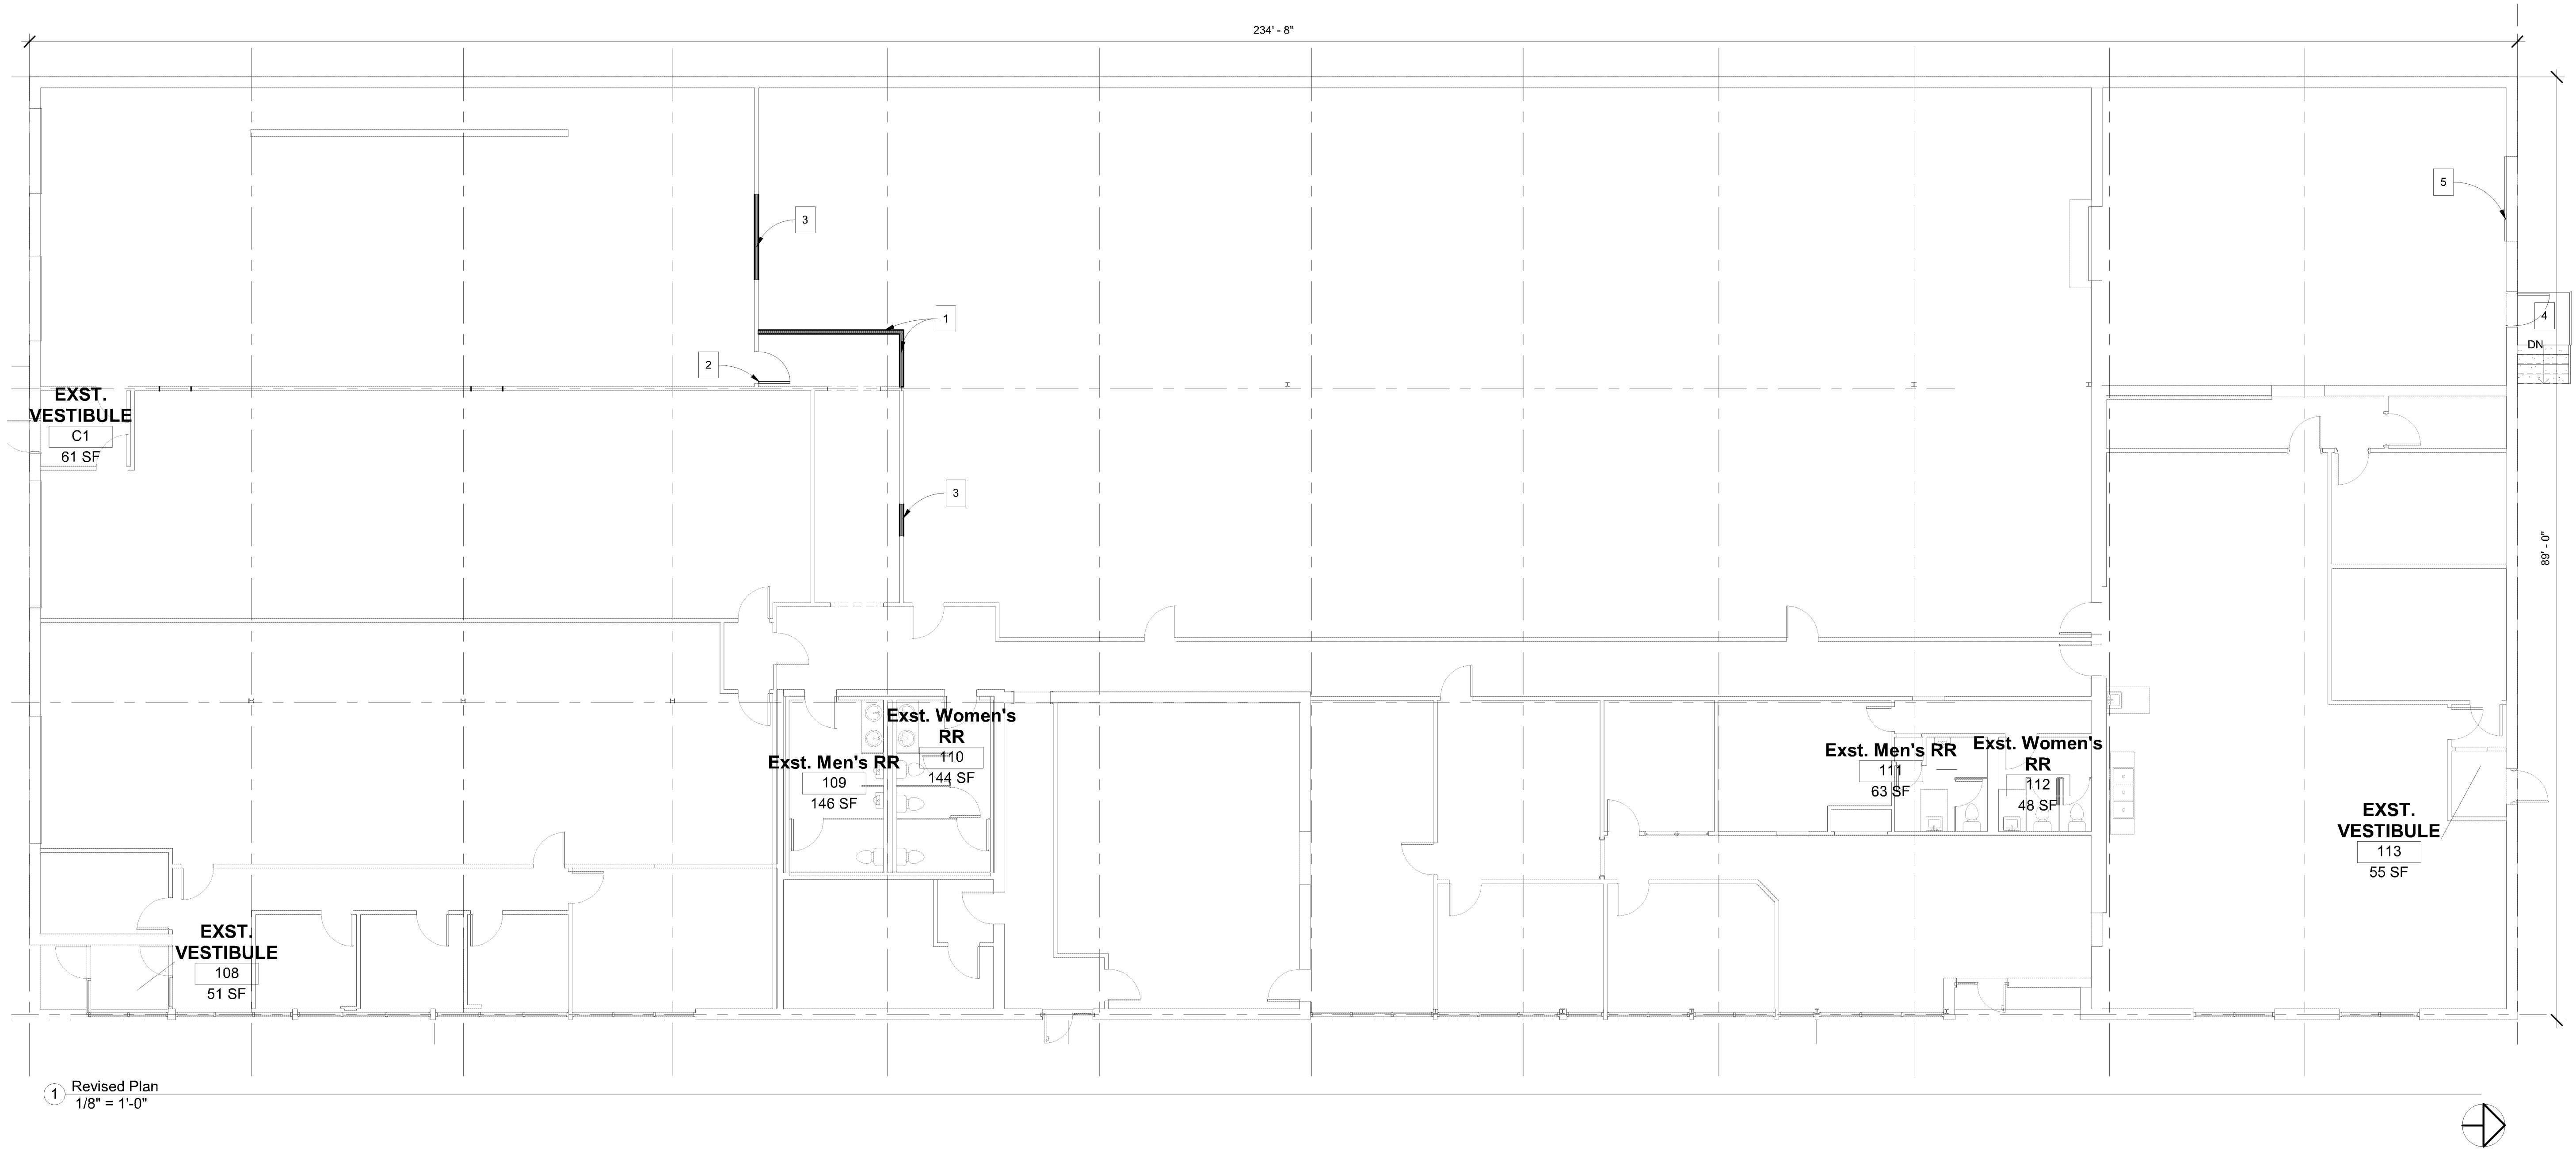 234' - 8"
5
3
1
4
2
DN
EXST.
VESTIBULE
C1
61 SF
3
89' - 0"
Exst. Women's
RR
110
144 SF
Exst. Men's RR
109
146 SF
Exst. Men's RR
111
63 SF
Exst. Women's
RR
112
48 SF
EXST.
VESTIBULE
113
55 SF
EXST.
VESTIBULE
108
51 SF
1
Revised Plan
1/8" = 1'-0"